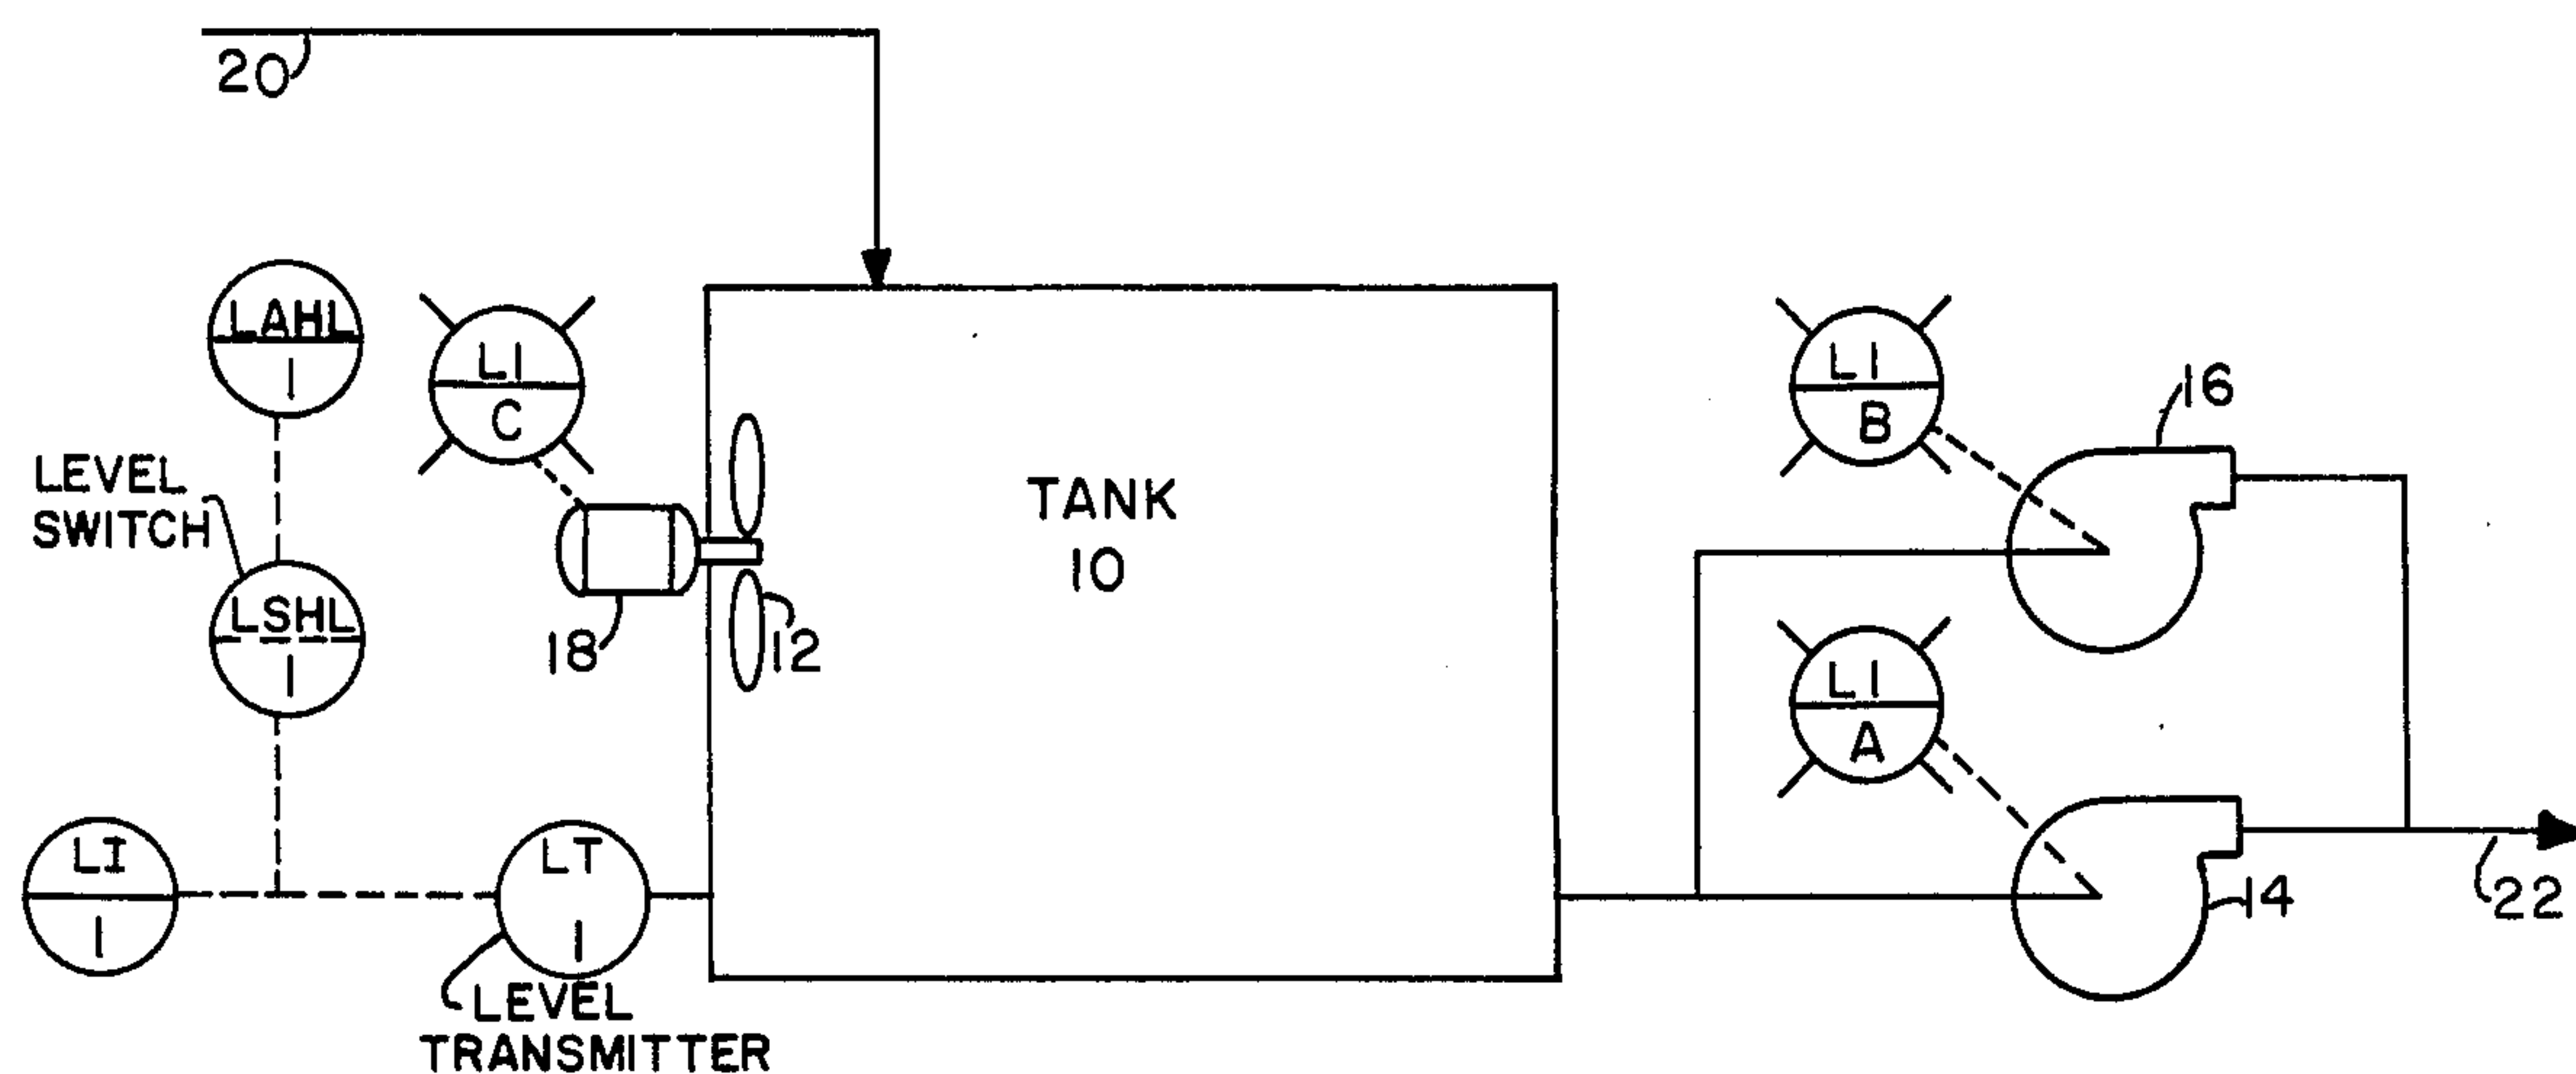 20
LAHL
1
LI
C
LI
B
16
LEVEL
SWITCH
TANK
10
LSHL
1
18
12
LI
A
LI
1
LT
1
14
22
LEVEL
TRANSMITTER